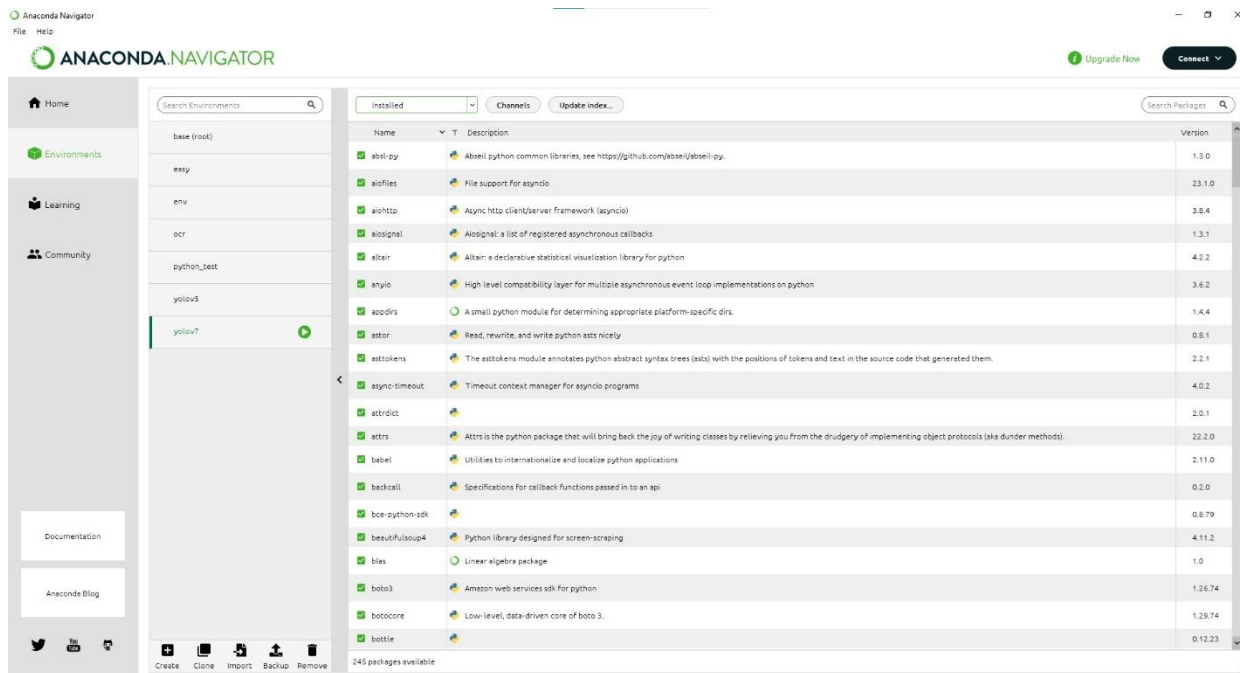 Anaconda Navigator
File Help
ANACONDA.NAVIGATOR
Upgrade Now
Connect
Home
Environments
Learning
Community
Documentation
Anaconda Blog
You Tube
Search Environments
base (root)
easy
env
ocr
python_test
yolov5
yolov7
Create Clone Import Backup Remove
Installed Channels Update index... Search Packages
Name T Description Version
absl-py Abseil python common libraries, see https://github.com/abseil/abseil-py. 1.3.0
aiofiles File support for asyncio 23.1.0
aiohttp Async http client/server framework (asyncio) 3.8.4
aiosignal Aiosignal: a list of registered asynchronous callbacks 1.3.1
altair Altair: a declarative statistical visualization library for python 4.2.2
anyio High level compatibility layer for multiple asynchronous event loop implementations on python 3.6.2
appdirs A small python module for determining appropriate platform-specific dirs. 1.4.4
astor Read, rewrite, and write python asts nicely 0.8.1
asttokens The asttokens module annotates python abstract syntax trees (asts) with the positions of tokens and text in the source code that generated them. 2.2.1
async-timeout Timeout context manager for asyncio programs 4.0.2
attrdict 2.0.1
attrs Attrs is the python package that will bring back the joy of writing classes by relieving you from the drudgery of implementing object protocols (aka dunder methods). 22.2.0
babel Utilities to internationalize and localize python applications 2.11.0
backcall Specifications for callback functions passed in to an api 0.2.0
bce-python-sdk 0.8.79
beautifulsoup4 Python library designed for screen-scraping 4.11.2
blas Linear algebra package 1.0
boto3 Amazon web services sdk for python 1.26.74
botocore Low-level, data-driven core of boto 3. 1.29.74
bottle 0.12.23
245 packages available